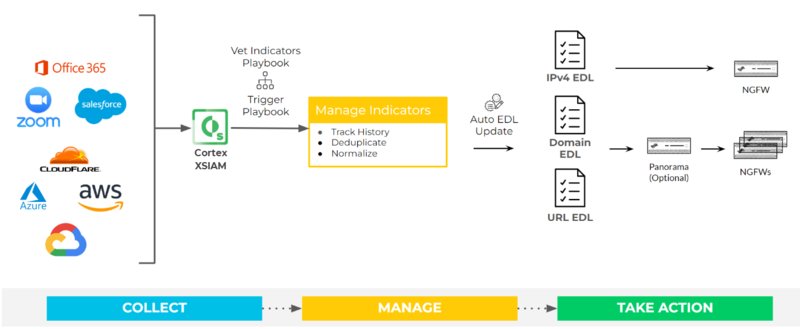 Office 365
zoom
salesforce
CLOUDFLARE
Azure
aws
Cortex
XSIAM
Vet Indicators
Playbook
Trigger
Playbook
Manage Indicators
Track History
Deduplicate
Normalize
Auto EDL
Update
IPv4 EDL
Domain
EDL
URL EDL
NGFW
Panorama
(Optional)
NGFWs
COLLECT
MANAGE
TAKE ACTION